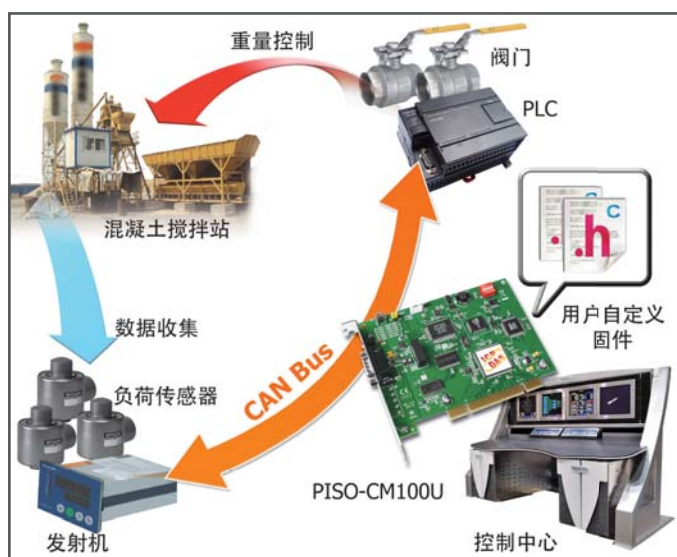 重量控制
阀门
PLC
混凝土搅拌站
C
.h
用户自定义
固件
数据收集
CAN Bus
负荷传感器
ICP
DAS
PISO-CM100U
发射机
控制中心